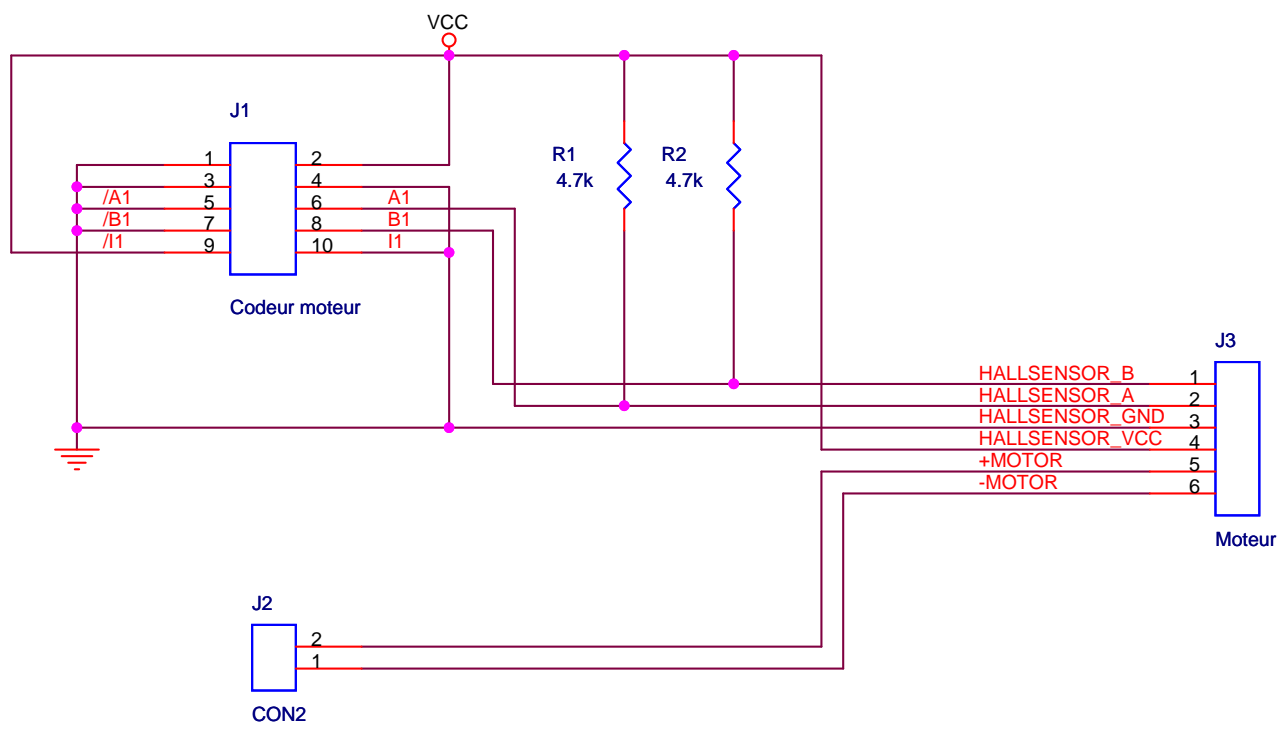 VCC
J1
1 2
3 4
/A1 5 6 A1
/B1 7 8 B1
/I1 9 10 I1
Codeur moteur
R1
4.7k
R2
4.7k
J3
HALLSENSOR_B 1
HALLSENSOR_A 2
HALLSENSOR_GND 3
HALLSENSOR_VCC 4
+MOTOR 5
-MOTOR 6
Moteur
J2
2
1
CON2